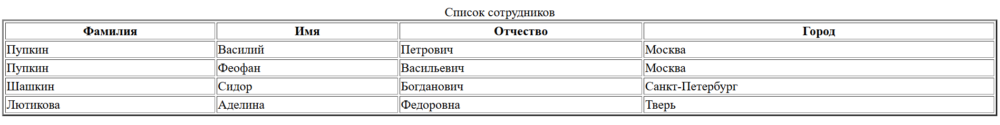 Список сотрудников
Фамилия Имя Отчество Город
Пупкин Василий Петрович Москва
Пупкин Феофан Васильевич Москва
Шашкин Сидор Богданович Санкт-Петербург
Лютикова Аделина Федоровна Тверь